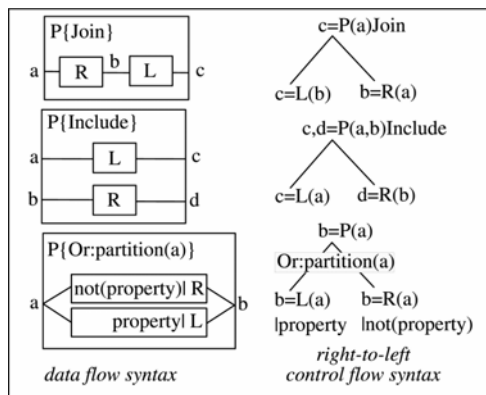 P{Join}
a R b L c
c=P(a)Join
c=L(b) b=R(a)
P{Include}
a L c
b R d
c,d=P(a,b)Include
c=L(a) d=R(b)
P{Or:partition(a)}
a not(property)| R b
property| L
b=P(a)
Or:partition(a)
b=L(a) b=R(a)
|property |not(property)
data flow syntax
right-to-left
control flow syntax